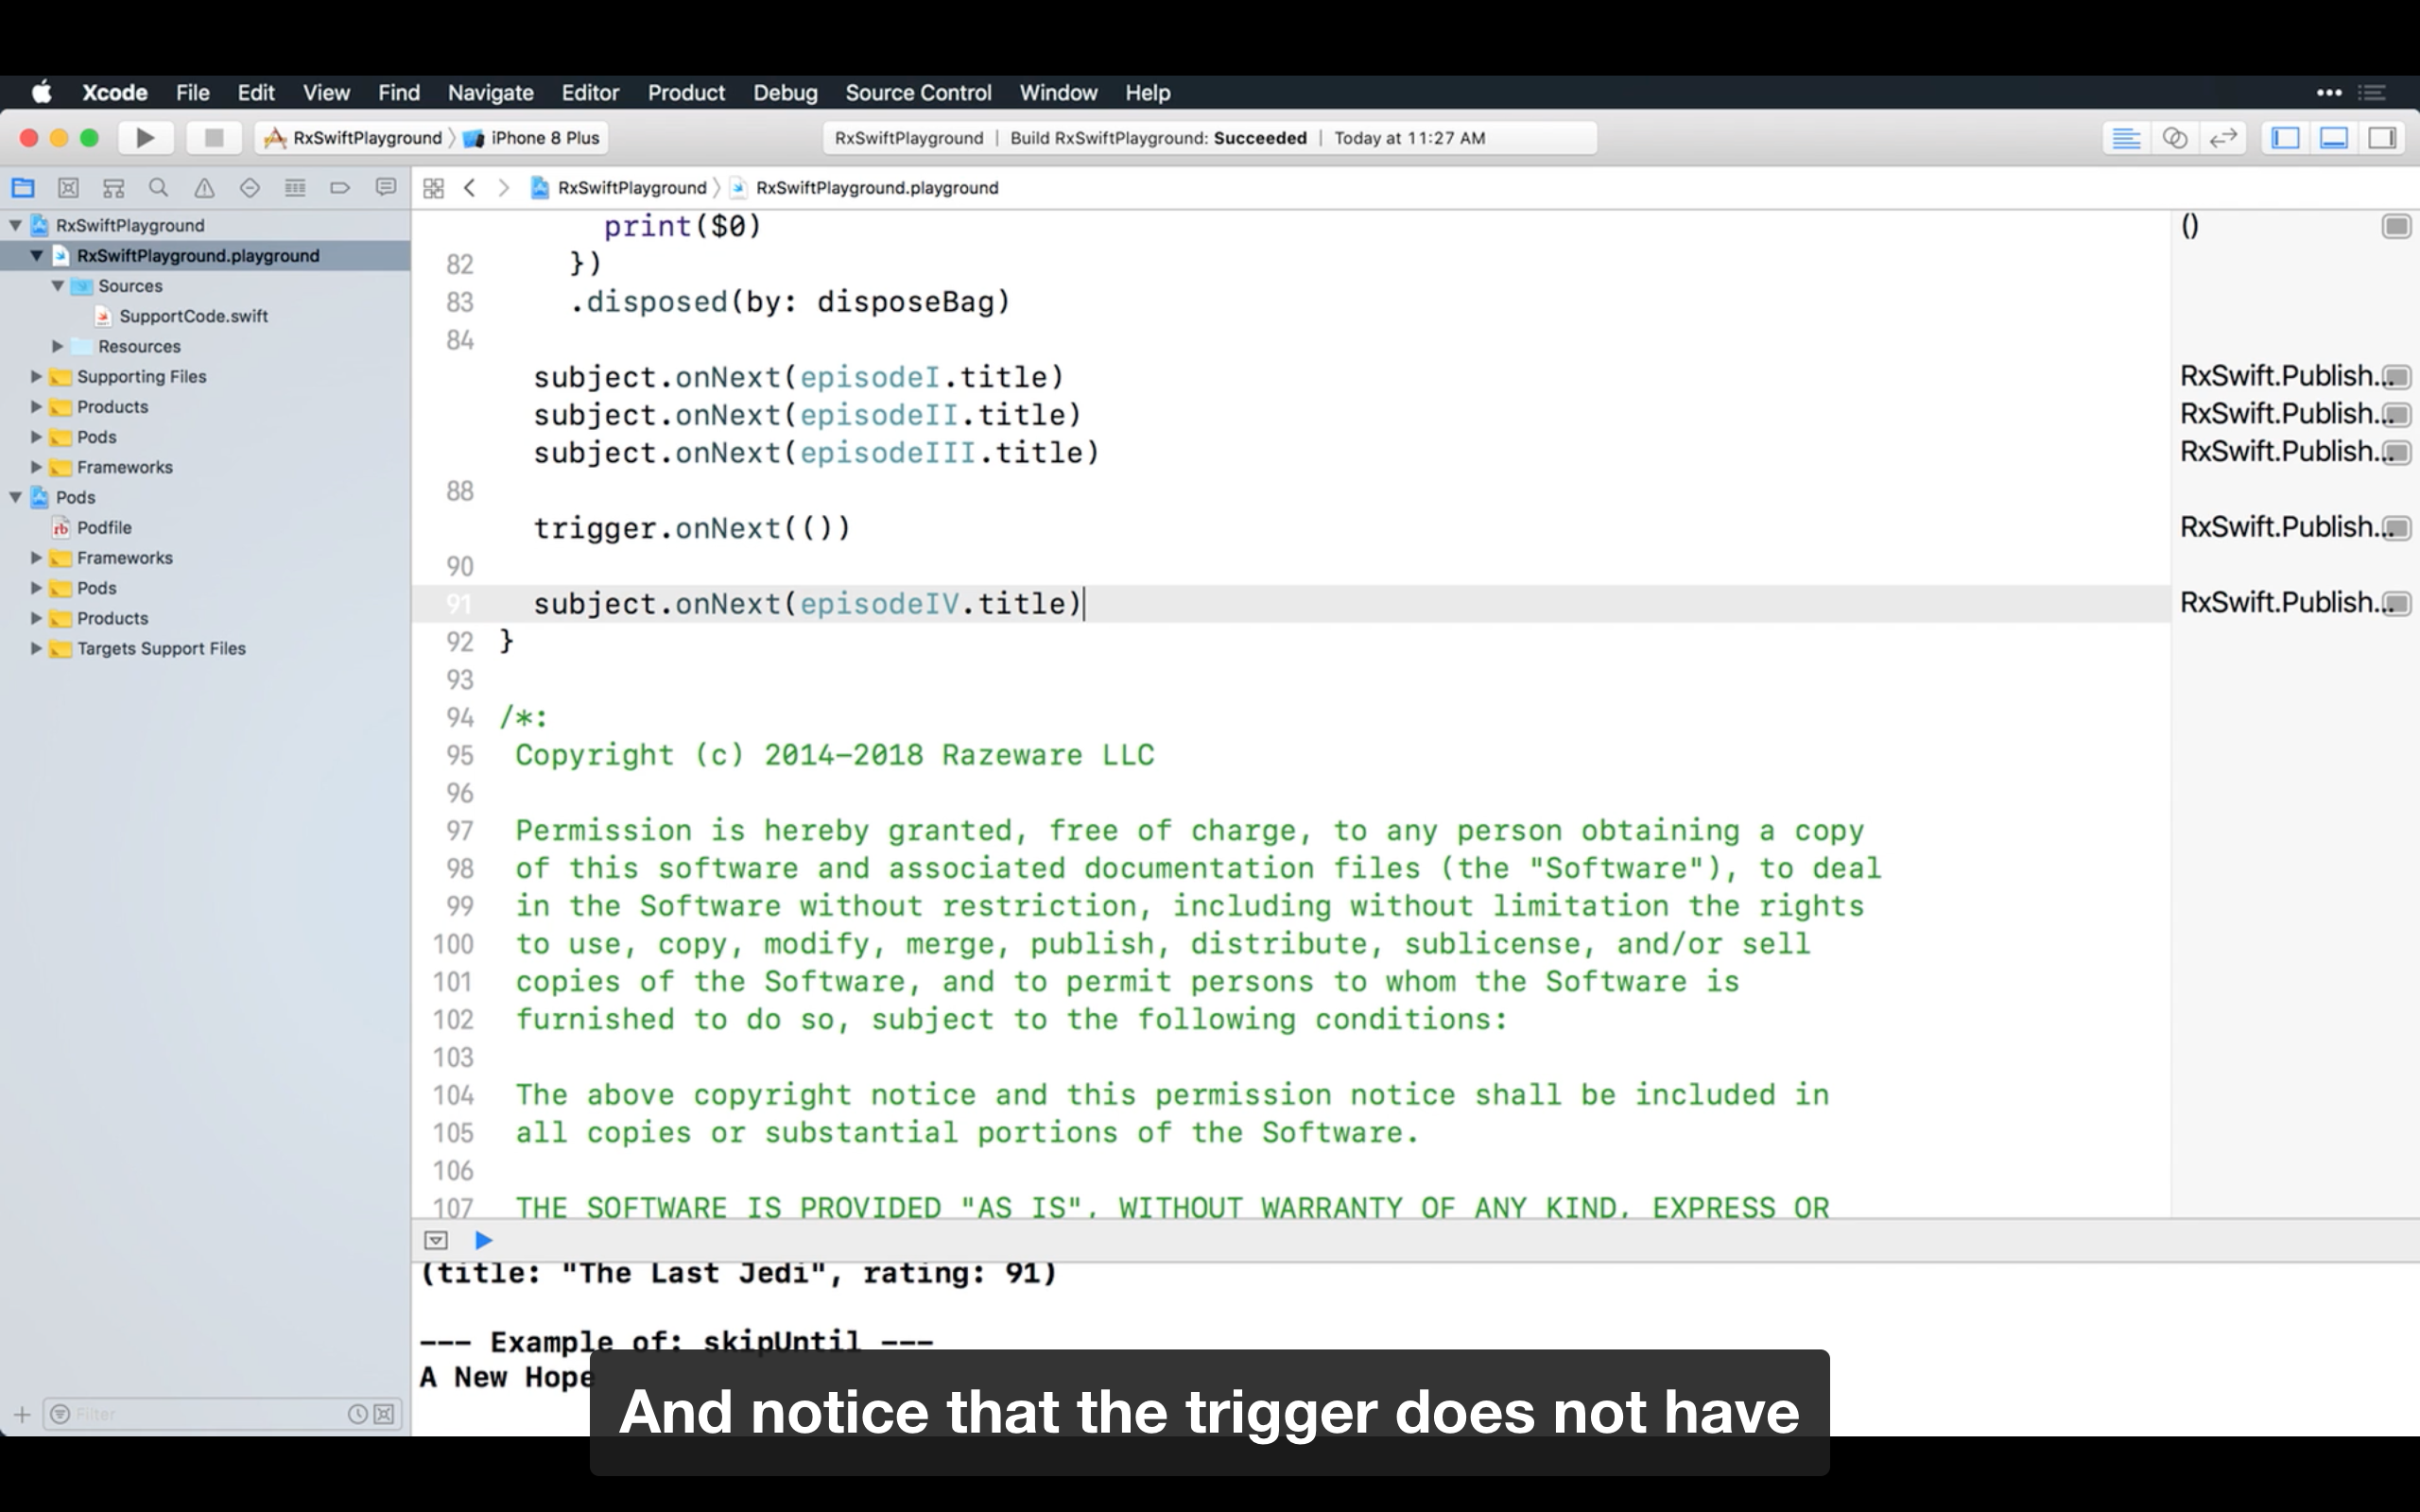 Xcode File Edit View Find Navigate Editor Product Debug Source Control Window Help
RxSwiftPlayground iPhone 8 Plus
RxSwiftPlayground | Build RxSwiftPlayground: Succeeded | Today at 11:27 AM
RxSwiftPlayground RxSwiftPlayground.playground
RxSwiftPlayground
RxSwiftPlayground.playground
Sources
SupportCode.swift
Resources
Supporting Files
Products
Pods
Frameworks
Pods
Podfile
Frameworks
Pods
Products
Targets Support Files
Filter
print($0)
()
82 })
83 .disposed(by: disposeBag)
84
subject.onNext(episodeI.title)
RxSwift.Publish...
subject.onNext(episodeII.title)
RxSwift.Publish...
subject.onNext(episodeIII.title)
RxSwift.Publish...
88
trigger.onNext(())
RxSwift.Publish...
90
91 subject.onNext(episodeIV.title)
RxSwift.Publish...
92 }
93
94 /*:
95 Copyright (c) 2014-2018 Razeware LLC
96
97 Permission is hereby granted, free of charge, to any person obtaining a copy
98 of this software and associated documentation files (the "Software"), to deal
99 in the Software without restriction, including without limitation the rights
100 to use, copy, modify, merge, publish, distribute, sublicense, and/or sell
101 copies of the Software, and to permit persons to whom the Software is
102 furnished to do so, subject to the following conditions:
103
104 The above copyright notice and this permission notice shall be included in
105 all copies or substantial portions of the Software.
106
107 THE SOFTWARE IS PROVIDED "AS IS", WITHOUT WARRANTY OF ANY KIND, EXPRESS OR
(title: "The Last Jedi", rating: 91)
--- Example of: skipUntil ---
A New Hope
And notice that the trigger does not have